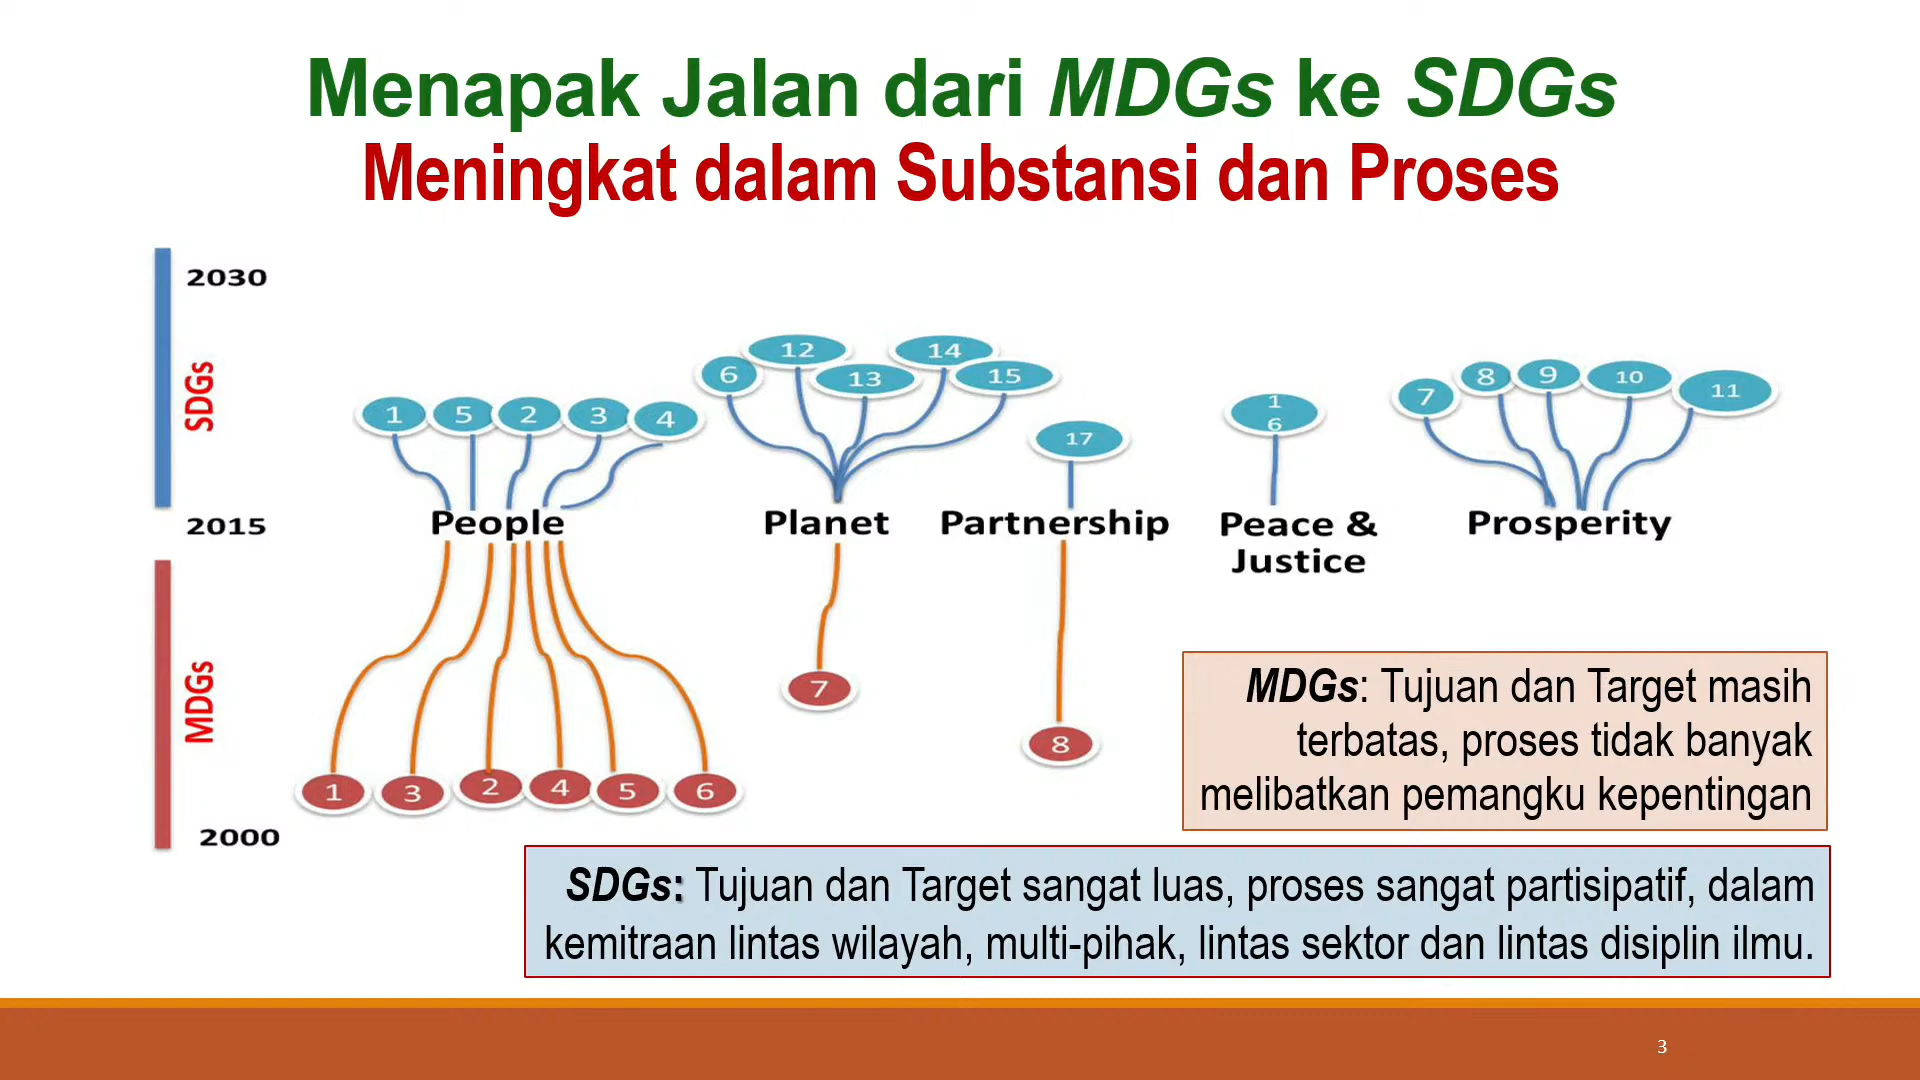 Menapak Jalan dari MDGs ke SDGs
Meningkat dalam Substansi dan Proses
2030
SDGs
2015
MDGs
2000
1 5 2 3 4
6 12 13 14 15
17
1
6
7 8 9 10 11
People
Planet
Partnership
Peace &
Justice
Prosperity
1 3 2 4 5 6
7
8
MDGs: Tujuan dan Target masih
terbatas, proses tidak banyak
melibatkan pemangku kepentingan
SDGs: Tujuan dan Target sangat luas, proses sangat partisipatif, dalam
kemitraan lintas wilayah, multi-pihak, lintas sektor dan lintas disiplin ilmu.
3